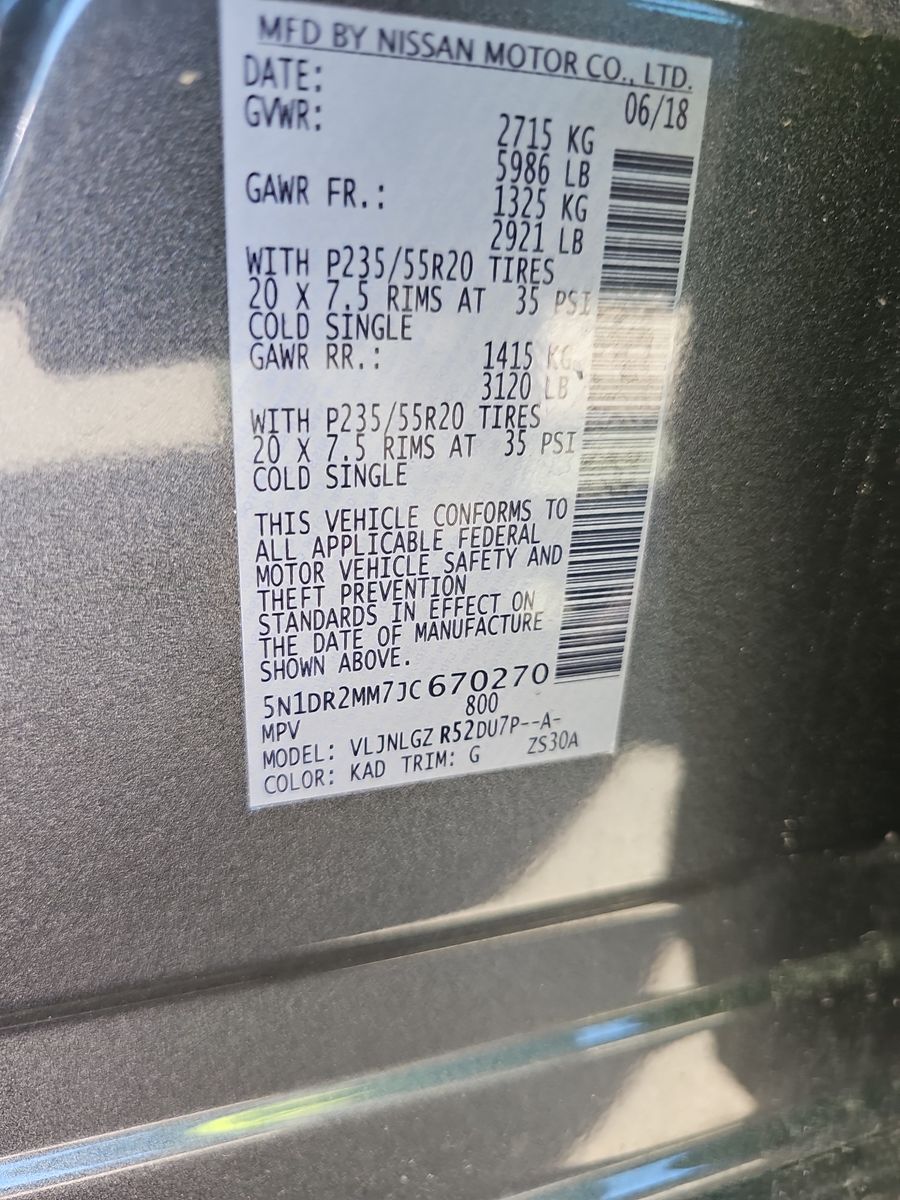 MFD BY NISSAN MOTOR CO., LTD.
DATE: 06/18
GVWR: 2715 KG
5986 LB
GAWR FR.: 1325 KG
2921 LB
WITH P235/55R20 TIRES
20 X 7.5 RIMS AT 35 PSI
COLD SINGLE
GAWR RR.: 1415 KG
3120 LB
WITH P235/55R20 TIRES
20 X 7.5 RIMS AT 35 PSI
COLD SINGLE
THIS VEHICLE CONFORMS TO
ALL APPLICABLE FEDERAL
MOTOR VEHICLE SAFETY AND
THEFT PREVENTION
STANDARDS IN EFFECT ON
THE DATE OF MANUFACTURE
SHOWN ABOVE.
5N1DR2MM7JC670270
MPV 800
MODEL: VLJNLGZ R52DU7P--A-
COLOR: KAD TRIM: G ZS30A